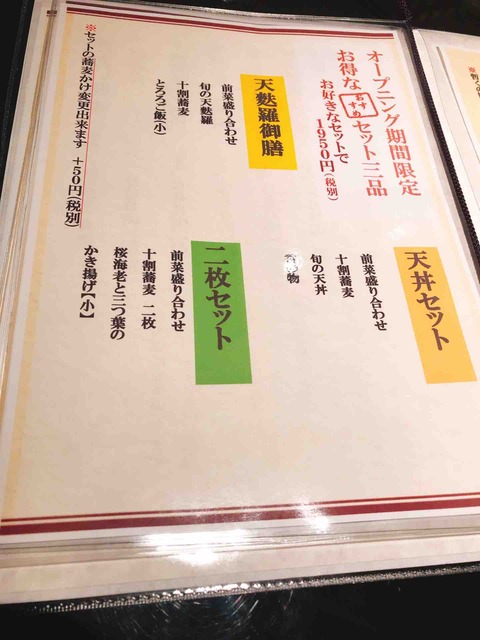 オープニング期間限定
お得なおすすめセット三品
お好きなセットで
1950円(税別)
天麩羅御膳
前菜盛り合わせ
旬の天麩羅
十割蕎麦
とろろご飯(小)
※セットの蕎麦かけ変更出来ます +50円(税別)
天丼セット
前菜盛り合わせ
十割蕎麦
旬の天丼
物
二枚セット
前菜盛り合わせ
十割蕎麦 二枚
桜海老と三つ葉の
かき揚げ【小】